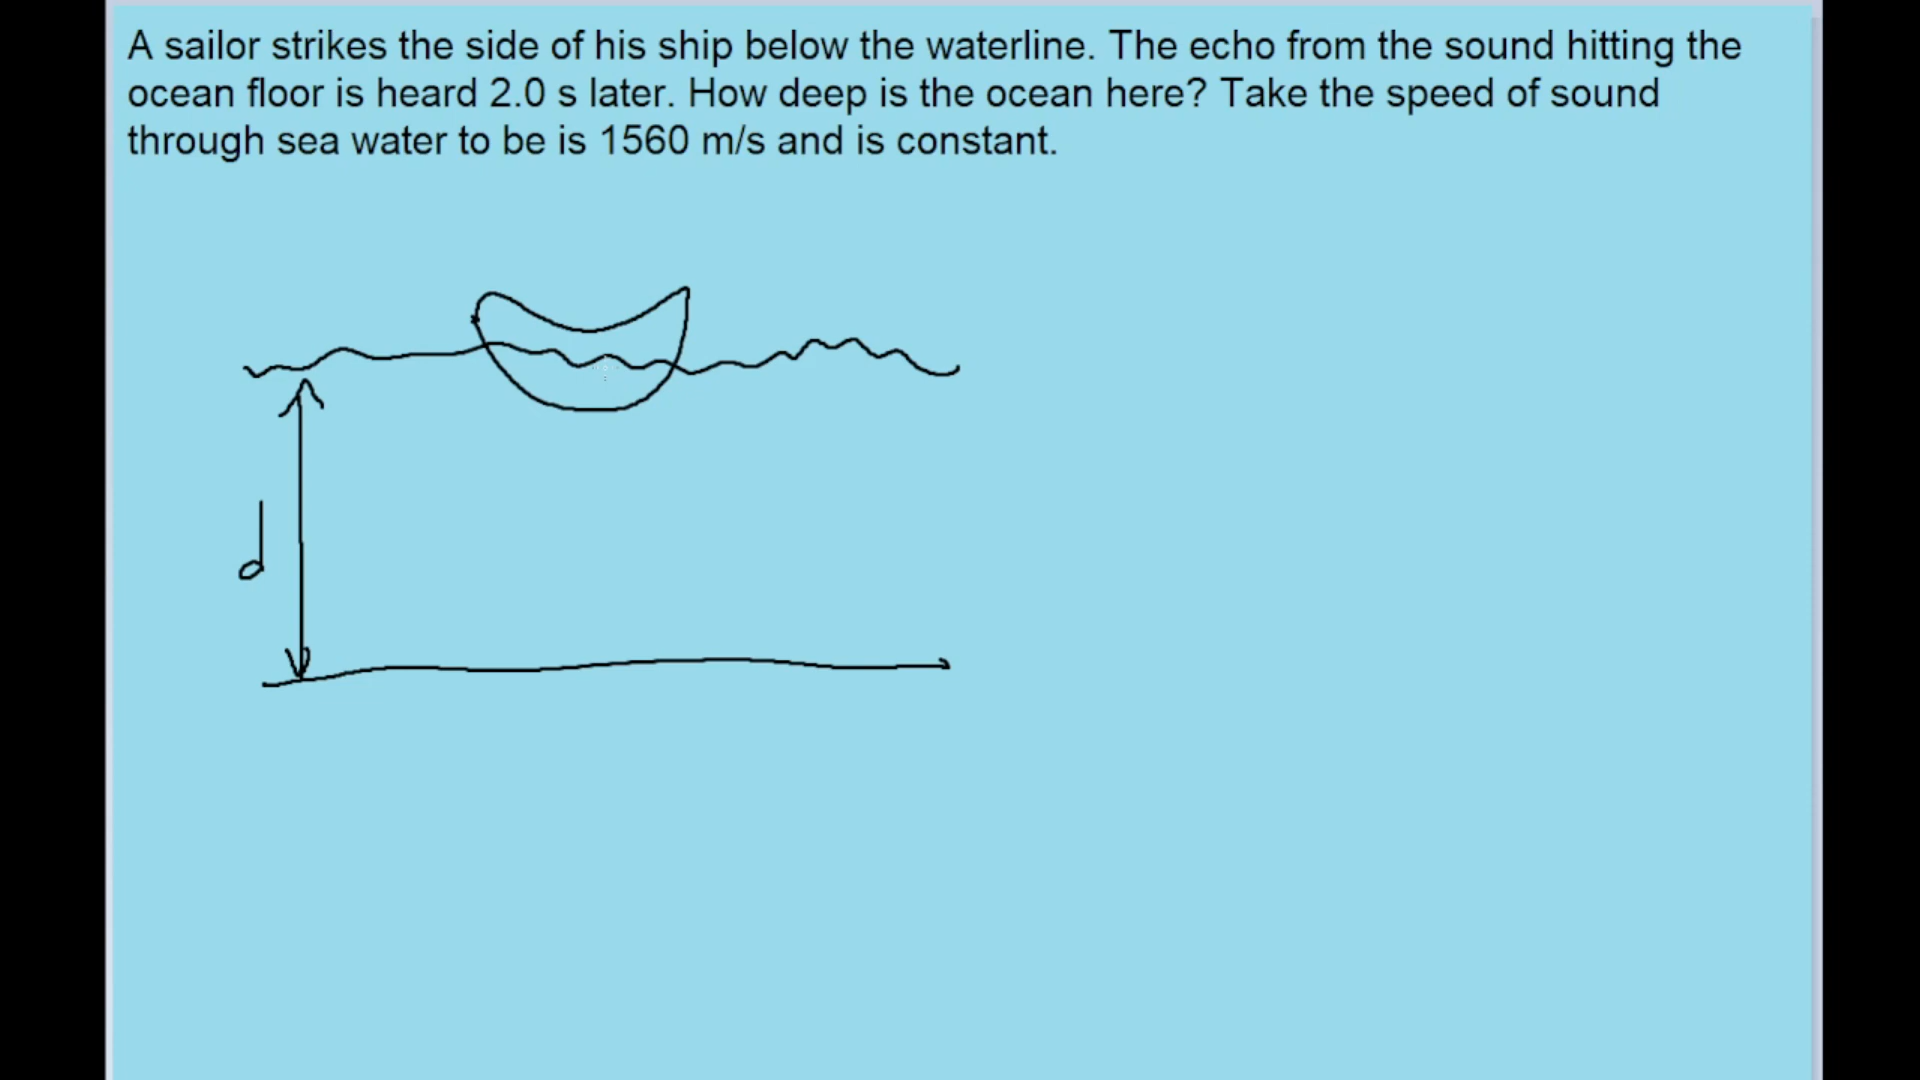 A sailor strikes the side of his ship below the waterline. The echo from the sound hitting the
ocean floor is heard 2.0 s later. How deep is the ocean here? Take the speed of sound
through sea water to be is 1560 m/s and is constant.
d